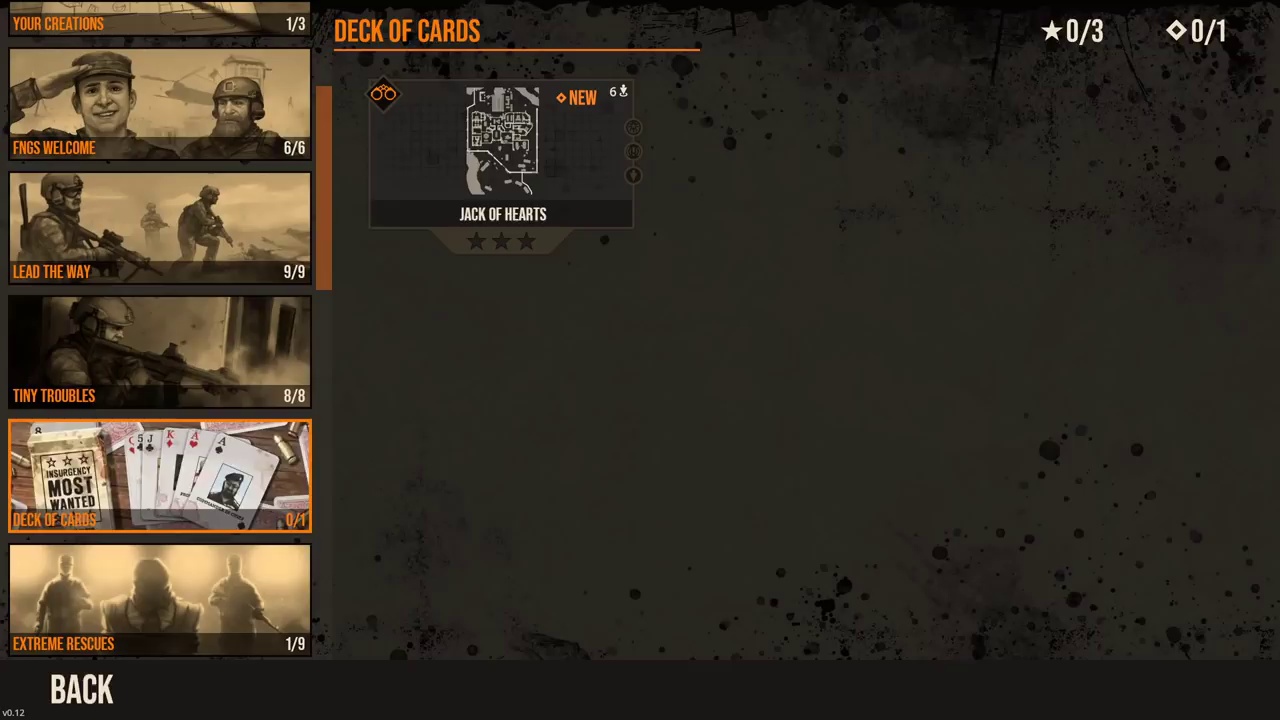 YOUR CREATIONS 1/3
FNGS WELCOME 6/6
LEAD THE WAY 9/9
TINY TROUBLES 8/8
8
Q 5 J K A A
INSURGENCY
MOST
WANTED
DECK OF CARDS 0/1
EXTREME RESCUES 1/9
DECK OF CARDS
0/3
0/1
NEW
6
JACK OF HEARTS
BACK
v0.12